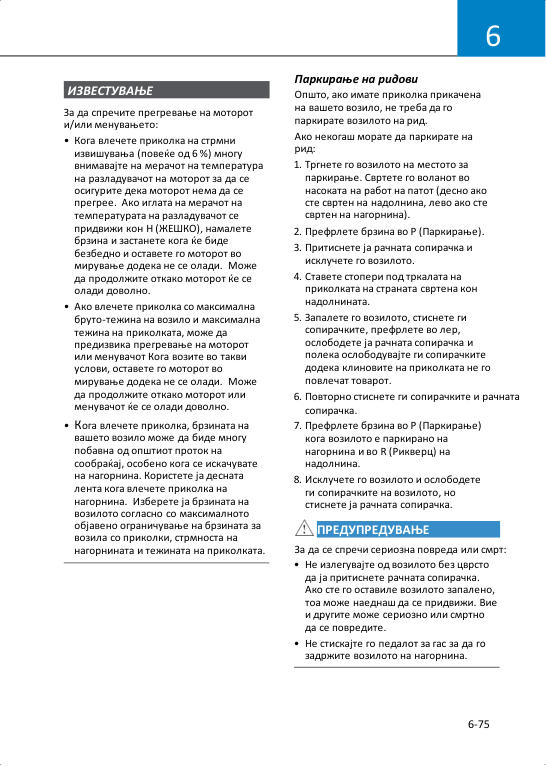 6
ИЗВЕСТУВАЊЕ
За да спречите прегревање на моторот
и/или менувањето:
• Кога влечете приколка на стрмни
извишувања (повеќе од 6 %) многу
внимавајте на мерачот на температура
на разладувачот на моторот за да се
осигурите дека моторот нема да се
прегрее. Ако иглата на мерачот на
температурата на разладувачот се
придвижи кон H (ЖЕШКО), намалете
брзина и застанете кога ќе биде
безбедно и оставете го моторот во
мирување додека не се олади. Може
да продолжите откако моторот ќе се
олади доволно.
• Ако влечете приколка со максимална
бруто-тежина на возило и максимална
тежина на приколката, може да
предизвика прегревање на моторот
или менувачот Кога возите во такви
услови, оставете го моторот во
мирување додека не се олади. Може
да продолжите откако моторот или
менувачот ќе се олади доволно.
• Кога влечете приколка, брзината на
вашето возило може да биде многу
побавна од општиот проток на
сообраќај, особено кога се искачувате
на нагорнина. Користете ја десната
лента кога влечете приколка на
нагорнина. Изберете ја брзината на
возилото согласно со максималното
објавено ограничување на брзината за
возила со приколки, стрмноста на
нагорнината и тежината на приколката.
Паркирање на ридови
Општо, ако имате приколка прикачена
на вашето возило, не треба да го
паркирате возилото на рид.
Ако некогаш морате да паркирате на
рид:
1. Тргнете го возилото на местото за
паркирање. Свртете го воланот во
насоката на работ на патот (десно ако
сте свртен на надолнина, лево ако сте
свртен на нагорнина).
2. Префрлете брзина во P (Паркирање).
3. Притиснете ја рачната сопирачка и
исклучете го возилото.
4. Ставете стопери под тркалата на
приколката на страната свртена кон
надолнината.
5. Запалете го возилото, стиснете ги
сопирачките, префрлете во лер,
ослободете ја рачната сопирачка и
полека ослободувајте ги сопирачките
додека клиновите на приколката не го
повлечат товарот.
6. Повторно стиснете ги сопирачките и рачната
сопирачка.
7. Префрлете брзина во P (Паркирање)
кога возилото е паркирано на
нагорнина и во R (Рикверц) на
надолнина.
8. Исклучете го возилото и ослободете
ги сопирачките на возилото, но
стиснете ја рачната сопирачка.
ПРЕДУПРЕДУВАЊЕ
За да се спречи сериозна повреда или смрт:
• Не излегувајте од возилото без цврсто
да ја притиснете рачната сопирачка.
Ако сте го оставиле возилото запалено,
тоа може наеднаш да се придвижи. Вие
и другите може сериозно или смртно
да се повредите.
• Не стискајте го педалот за гас за да го
задржите возилото на нагорнина.
6-75